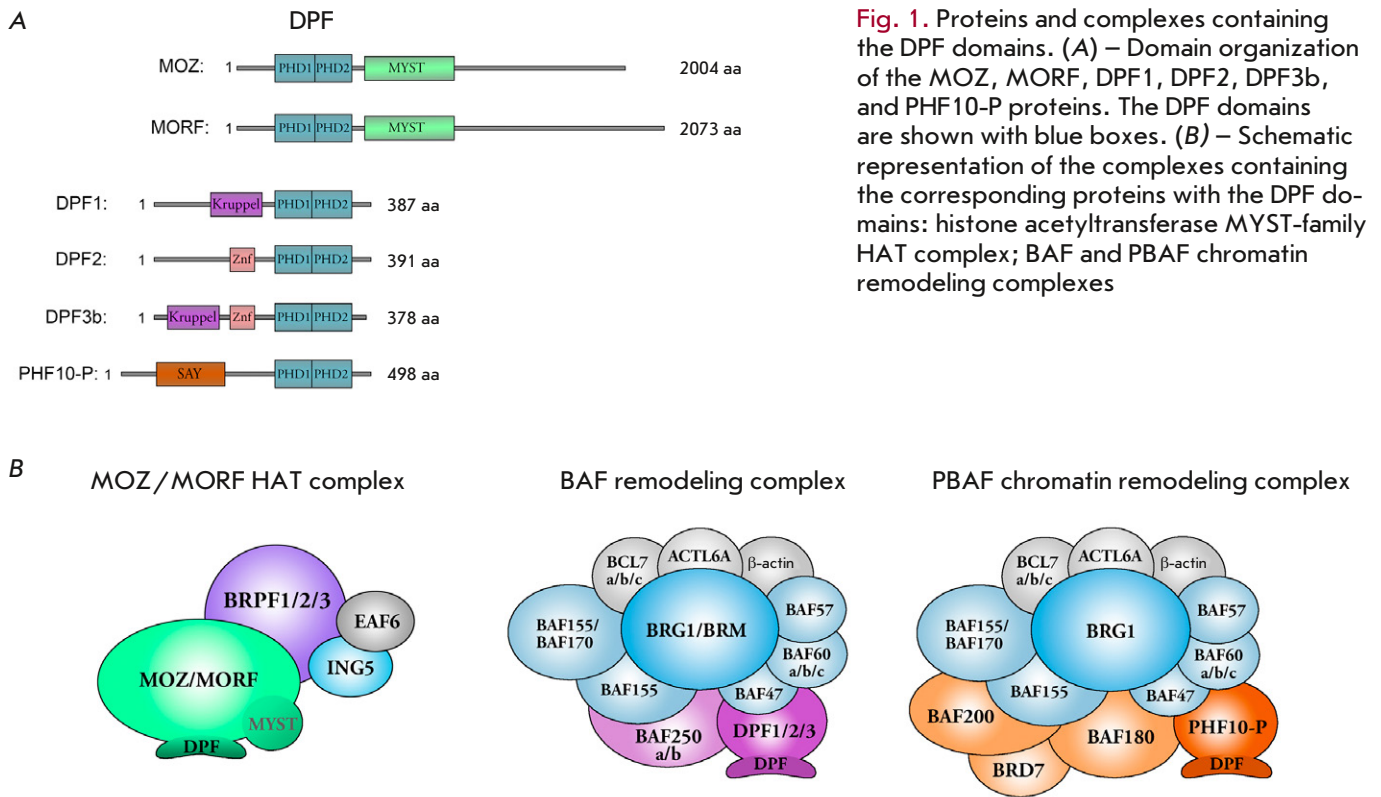 A
DPF
MOZ: 1 PHD1 PHD2 MYST 2004 aa
MORF: 1 PHD1 PHD2 MYST 2073 aa
DPF1: 1 Kruppel PHD1 PHD2 387 aa
DPF2: 1 Znf PHD1 PHD2 391 aa
DPF3b: 1 Kruppel Znf PHD1 PHD2 378 aa
PHF10-P: 1 SAY PHD1 PHD2 498 aa
Fig. 1. Proteins and complexes containing
the DPF domains. (A) – Domain organization
of the MOZ, MORF, DPF1, DPF2, DPF3b,
and PHF10-P proteins. The DPF domains
are shown with blue boxes. (B) – Schematic
representation of the complexes containing
the corresponding proteins with the DPF do-
mains: histone acetyltransferase MYST-family
HAT complex; BAF and PBAF chromatin
remodeling complexes
B
MOZ/MORF HAT complex
BRPF1/2/3
EAF6
ING5
MOZ/MORF
MYST
DPF
BAF remodeling complex
BCL7
a/b/c
ACTL6A
β-actin
BAF155/
BAF170
BRG1/BRM
BAF57
BAF60
a/b/c
BAF155
BAF47
BAF250
a/b
DPF1/2/3
DPF
PBAF chromatin remodeling complex
BCL7
a/b/c
ACTL6A
β-actin
BAF155/
BAF170
BRG1
BAF57
BAF60
a/b/c
BAF155
BAF47
BAF200
BAF180
PHF10-P
BRD7
DPF